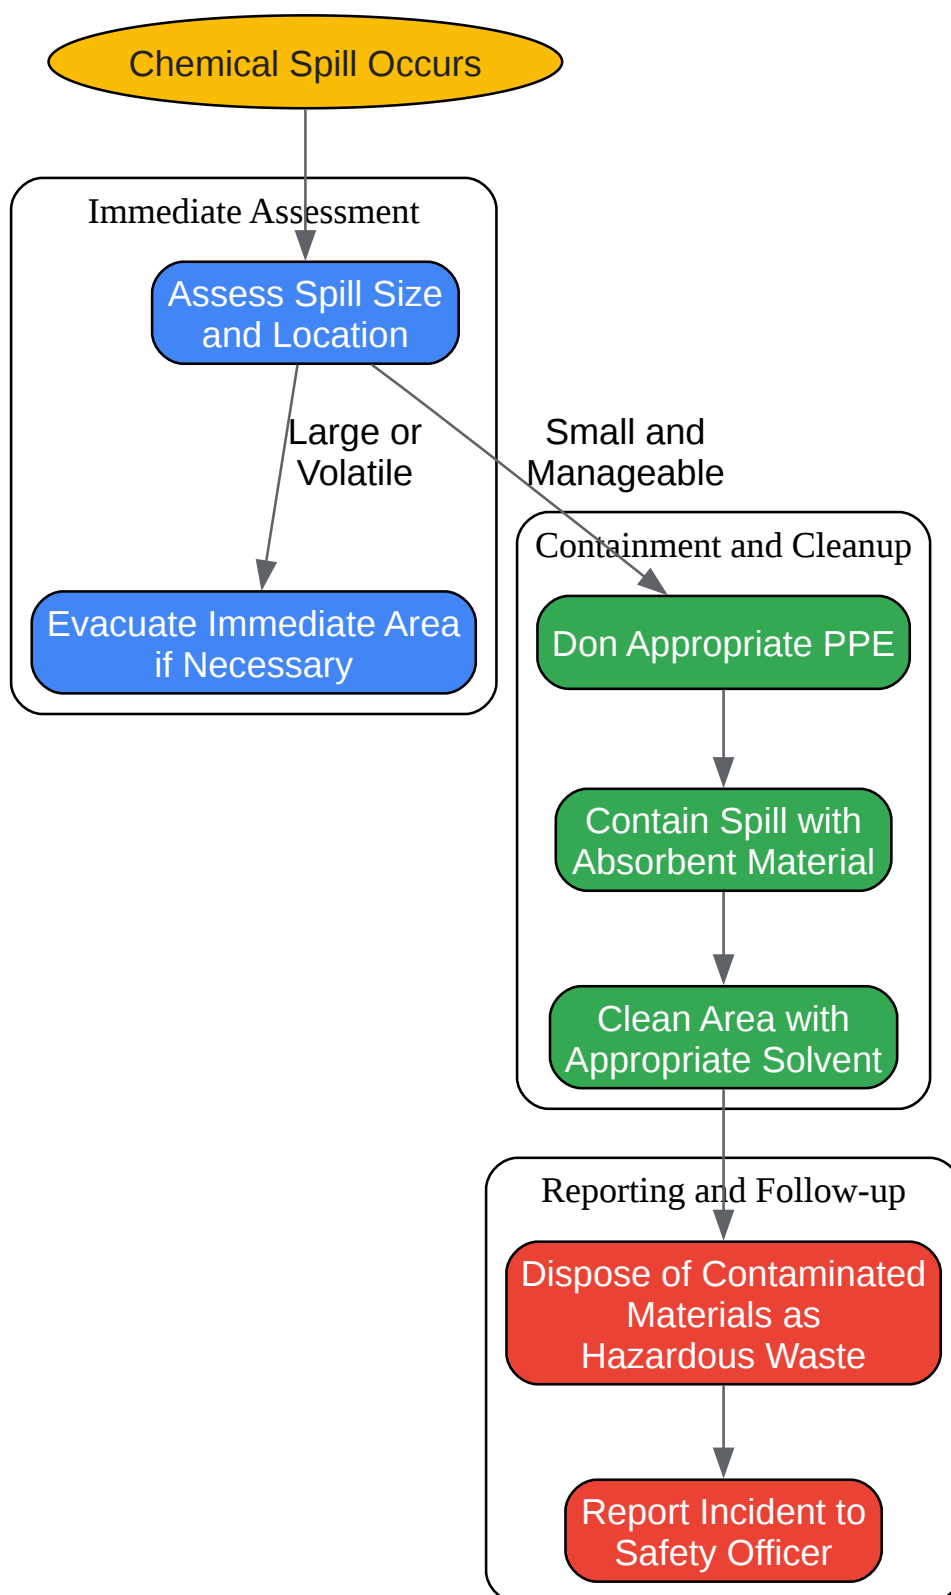 Chemical Spill Occurs
Immediate Assessment
Assess Spill Size
and Location
Large or
Volatile
Small and
Manageable
Evacuate Immediate Area
if Necessary
Containment and Cleanup
Don Appropriate PPE
Contain Spill with
Absorbent Material
Clean Area with
Appropriate Solvent
Reporting and Follow-up
Dispose of Contaminated
Materials as
Hazardous Waste
Report Incident to
Safety Officer